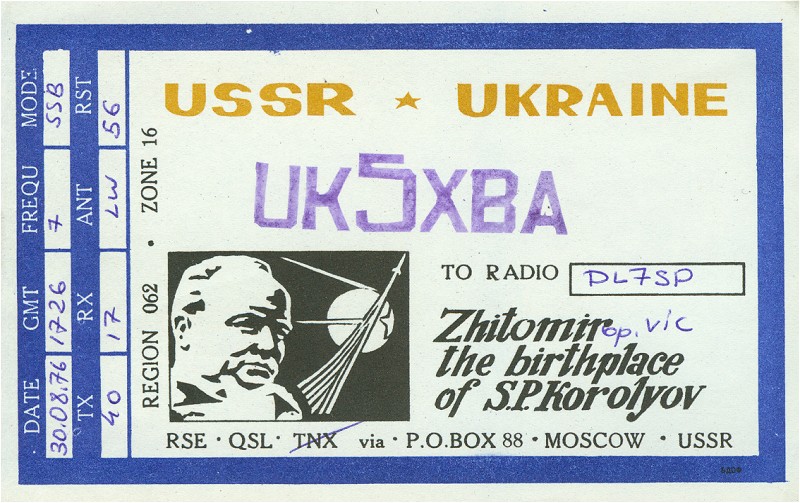 USSR ★ UKRAINE
UK5XBA
TO RADIO DL7SP
Zhitomir op. Vic
the birthplace
of S.P. Korolyov
RSE · QSL · TNX via · P.O.BOX 88 · MOSCOW · USSR
REGION 062 · ZONE 16
DATE GMT FREQU MODE
30.08.76 1726 7 SSB
TX RX ANT RST
40 17 LW 56